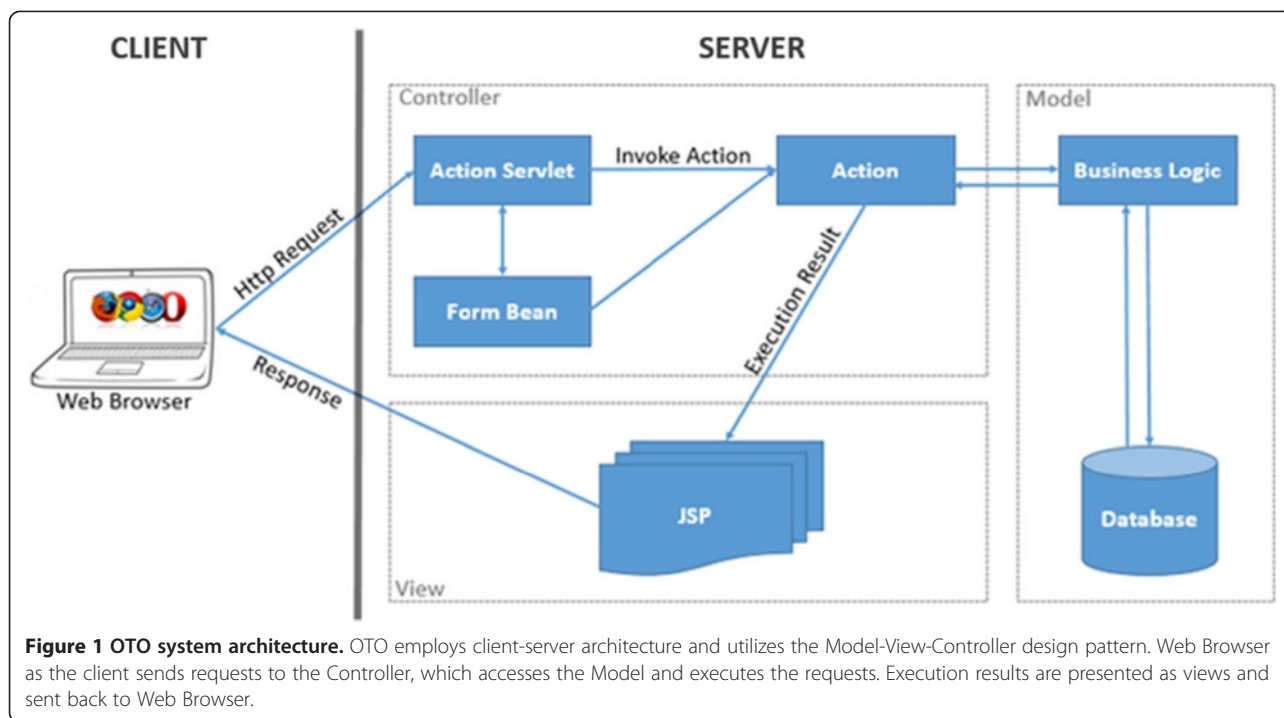 CLIENT
SERVER
Controller
Model
Action Servlet
Invoke Action
Action
Business Logic
Http Request
Form Bean
Execution Result
Web Browser
Response
JSP
Database
View
Figure 1 OTO system architecture. OTO employs client-server architecture and utilizes the Model-View-Controller design pattern. Web Browser
as the client sends requests to the Controller, which accesses the Model and executes the requests. Execution results are presented as views and
sent back to Web Browser.